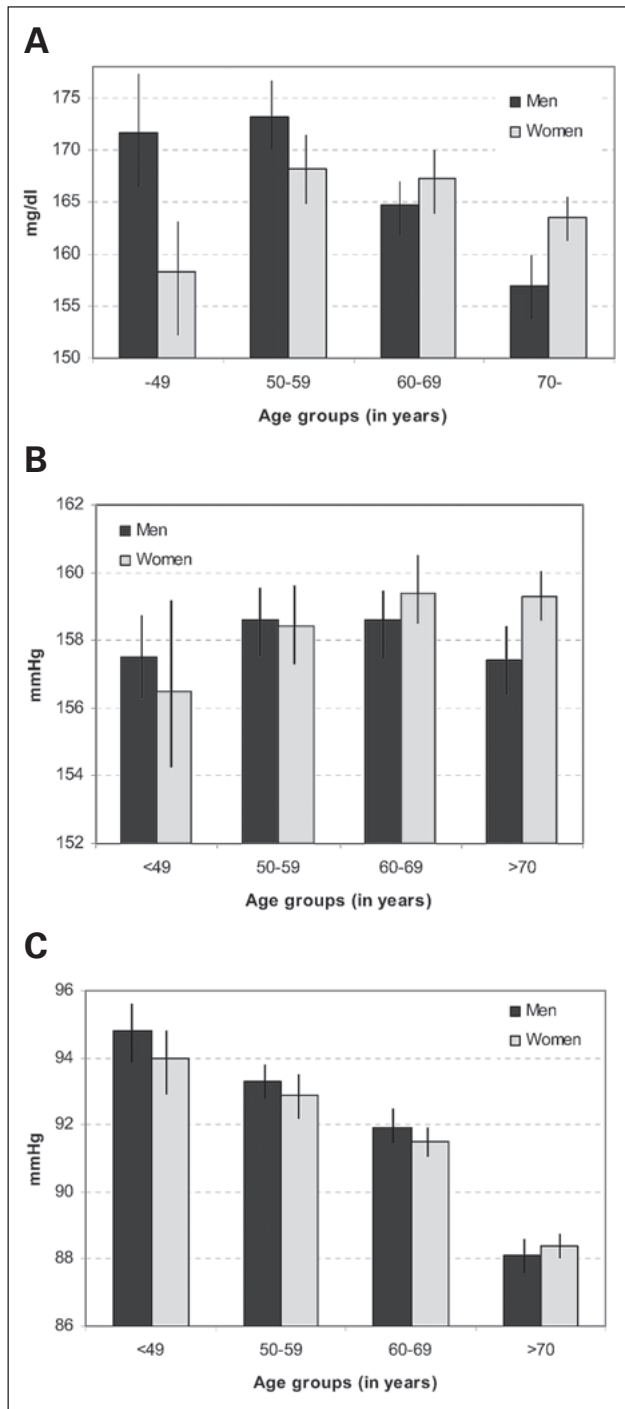 A
175
170
165
160
155
150
mg/dl
Men
Women
-49
50-59
60-69
70-
Age groups (in years)
B
162
160
158
156
154
152
mmHg
Men
Women
<49
50-59
60-69
>70
Age groups (in years)
C
96
94
92
90
88
86
mmHg
Men
Women
<49
50-59
60-69
>70
Age groups (in years)